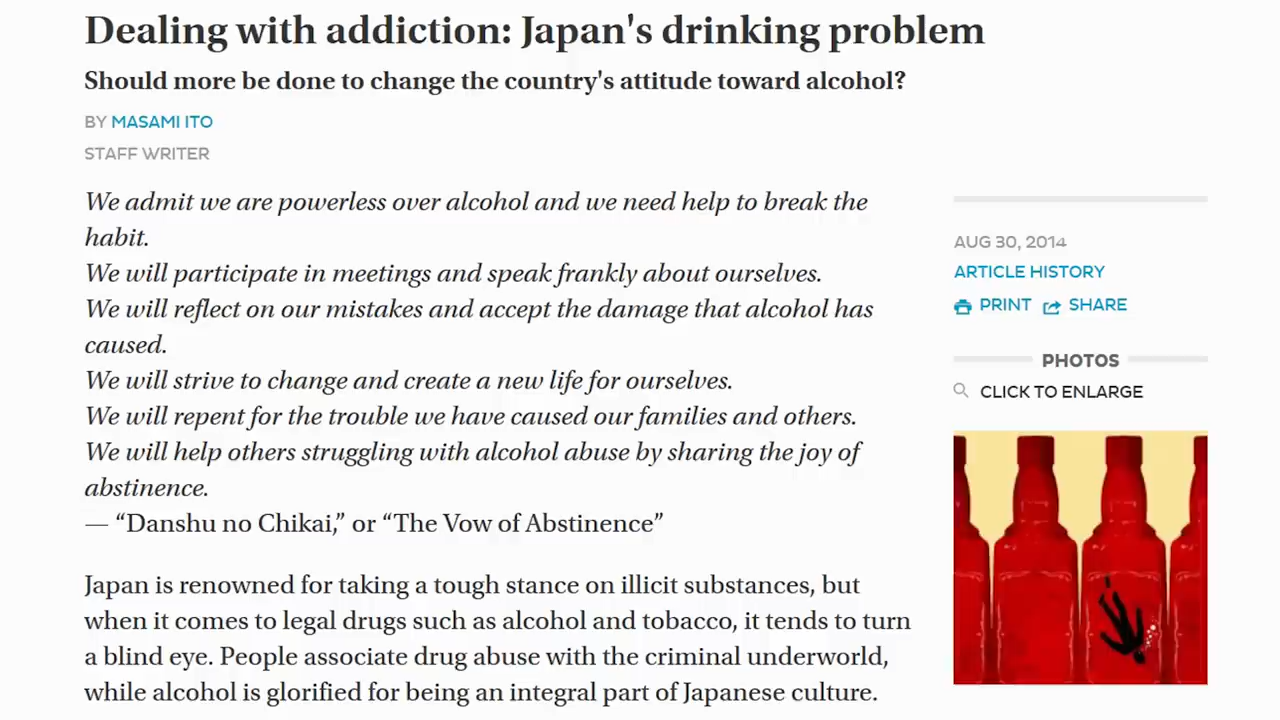 Dealing with addiction: Japan's drinking problem
Should more be done to change the country's attitude toward alcohol?
BY MASAMI ITO
STAFF WRITER
We admit we are powerless over alcohol and we need help to break the
habit.
We will participate in meetings and speak frankly about ourselves.
We will reflect on our mistakes and accept the damage that alcohol has
caused.
We will strive to change and create a new life for ourselves.
We will repent for the trouble we have caused our families and others.
We will help others struggling with alcohol abuse by sharing the joy of
abstinence.
— “Danshu no Chikai,” or “The Vow of Abstinence”
Japan is renowned for taking a tough stance on illicit substances, but
when it comes to legal drugs such as alcohol and tobacco, it tends to turn
a blind eye. People associate drug abuse with the criminal underworld,
while alcohol is glorified for being an integral part of Japanese culture.
AUG 30, 2014
ARTICLE HISTORY
PRINT SHARE
PHOTOS
CLICK TO ENLARGE